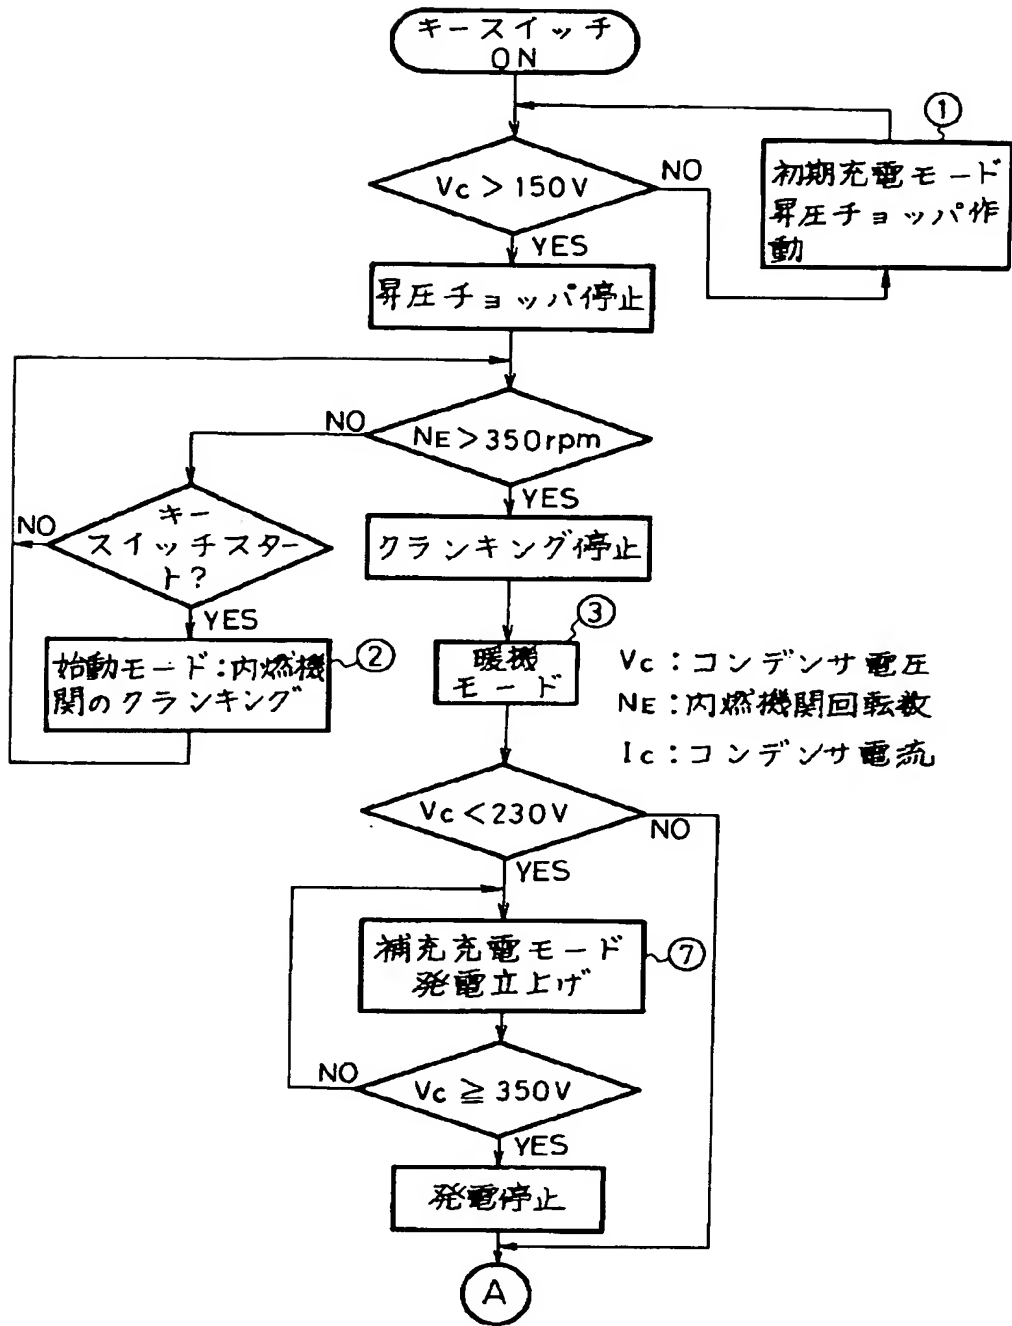 キースイッチ
ON
①
Vc>150V
NO
初期充電モード
昇圧チョッパ作
動
YES
昇圧チョッパ停止
NO
NE>350rpm
YES
キー
スイッチスター
ト?
NO
クランキング停止
YES
③
始動モード:内燃機
関のクランキング
②
暖機
モード
Vc:コンデンサ電圧
NE:内燃機関回転数
Ic:コンデンサ電流
Vc<230V
NO
YES
補充充電モード
発電立上げ
⑦
NO
Vc≧350V
YES
発電停止
A